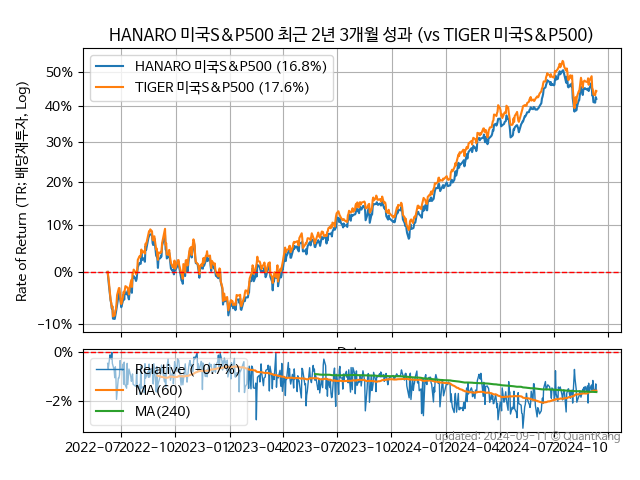 HANARO 미국S&P500 최근 2년 3개월 성과 (vs TIGER 미국S&P500)
Rate of Return (TR: 배당재투자, Log)
50%
40%
30%
20%
10%
0%
−10%
HANARO 미국S&P500 (16.8%)
TIGER 미국S&P500 (17.6%)
0%
−2%
Relative (−0.7%)
MA(60)
MA(240)
updated: 2024-09-11 © QuantKang
2022-07 2022-10 2023-01 2023-04 2023-07 2023-10 2024-01 2024-04 2024-07 2024-10